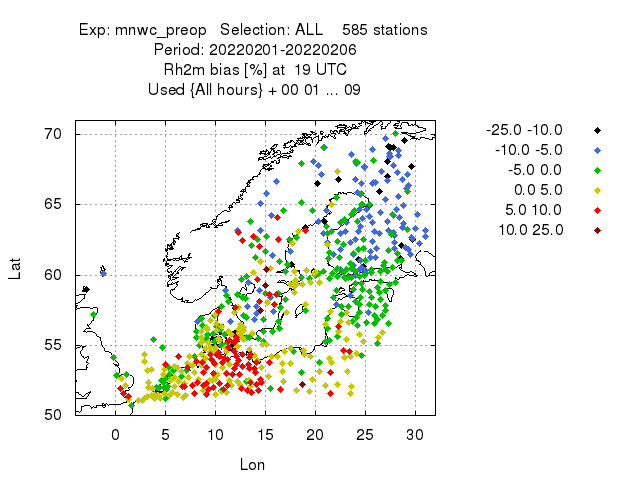 Exp: mnwc_preop   Selection: ALL    585 stations
Period: 20220201-20220206
Rh2m bias [%] at  19 UTC
Used {All hours} + 00 01 ... 09
-25.0 -10.0
-10.0 -5.0
-5.0 0.0
0.0 5.0
5.0 10.0
10.0 25.0
Lat
70
65
60
55
50
0 5 10 15 20 25 30
Lon